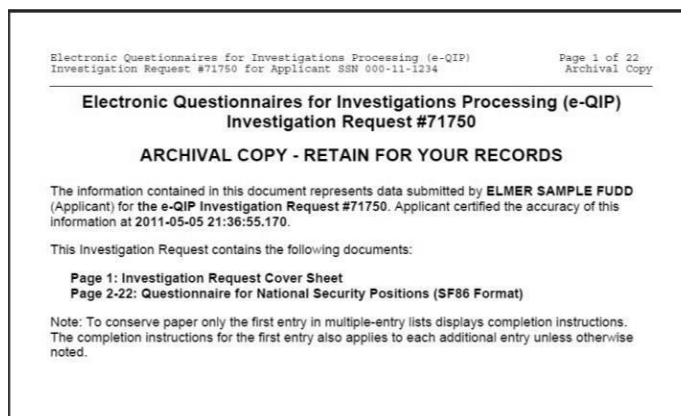 Electronic Questionnaires for Investigations Processing (e-QIP) Page 1 of 22
Investigation Request #71750 for Applicant SSN 000-11-1234 Archival Copy
Electronic Questionnaires for Investigations Processing (e-QIP)
Investigation Request #71750
ARCHIVAL COPY - RETAIN FOR YOUR RECORDS
The information contained in this document represents data submitted by ELMER SAMPLE FUDD
(Applicant) for the e-QIP Investigation Request #71750. Applicant certified the accuracy of this
information at 2011-05-05 21:36:55.170.
This Investigation Request contains the following documents:
Page 1: Investigation Request Cover Sheet
Page 2-22: Questionnaire for National Security Positions (SF86 Format)
Note: To conserve paper only the first entry in multiple-entry lists displays completion instructions.
The completion instructions for the first entry also applies to each additional entry unless otherwise
noted.